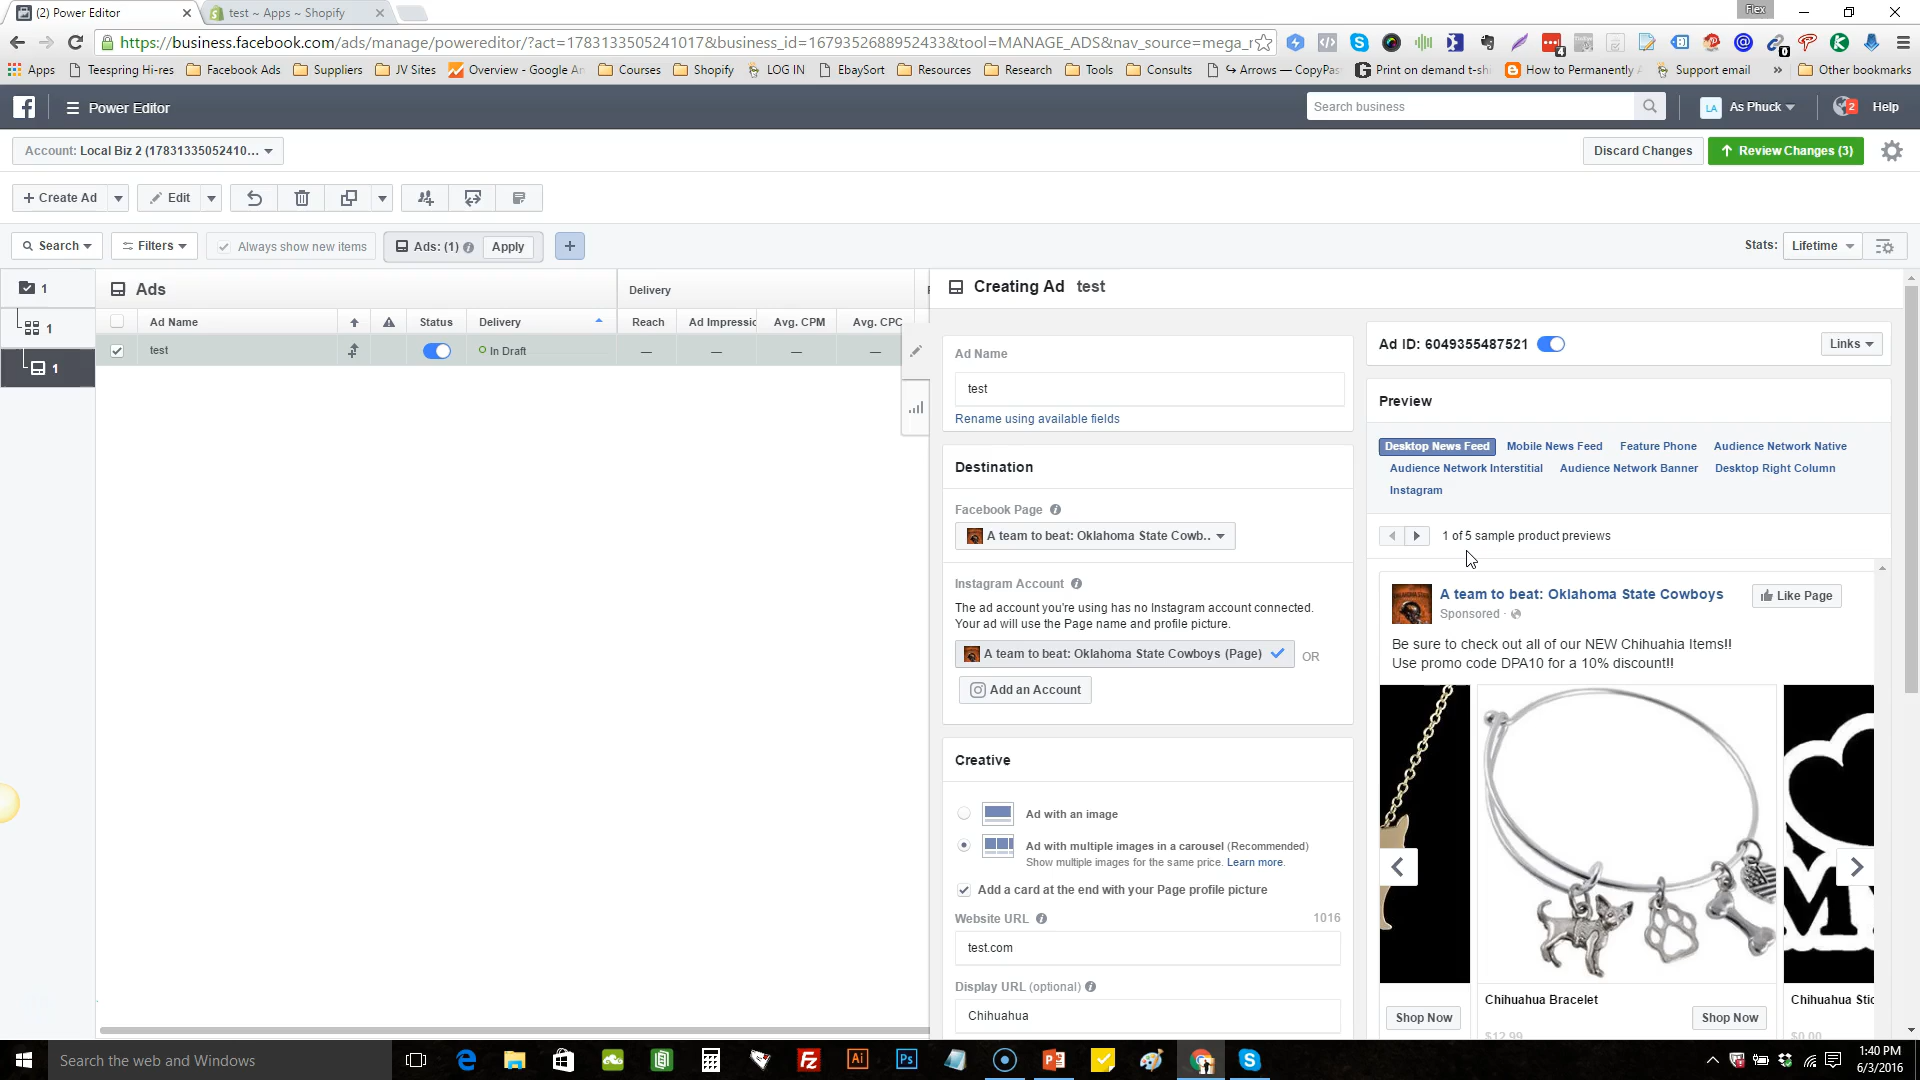 (2) Power Editor
test ~ Apps ~ Shopify
Flex
https://business.facebook.com/ads/manage/powereditor/?act=1783133505241017&business_id=1679352688952433&tool=MANAGE_ADS&nav_source=mega_r
Apps
Teespring Hi-res
Facebook Ads
Suppliers
JV Sites
Overview - Google An
Courses
Shopify
LOG IN
EbaySort
Resources
Research
Tools
Consults
Arrows — CopyPas
Print on demand t-shi
How to Permanently
Support email
»
Other bookmarks
Power Editor
Search business
LA
As Phuck
2
Help
Account: Local Biz 2 (17831335052410...
Discard Changes
Review Changes (3)
+ Create Ad
Edit
Search
Filters
Always show new items
Ads: (1)
Apply
+
Stats:
Lifetime
1
Ads
Delivery
Creating Ad test
1
Ad Name
Status
Delivery
Reach
Ad Impressic
Avg. CPM
Avg. CPC
1
test
In Draft
—
—
—
—
Ad Name
test
Rename using available fields
Destination
Facebook Page
A team to beat: Oklahoma State Cowb..
Instagram Account
The ad account you're using has no Instagram account connected.
Your ad will use the Page name and profile picture.
A team to beat: Oklahoma State Cowboys (Page)
OR
Add an Account
Creative
Ad with an image
Ad with multiple images in a carousel (Recommended)
Show multiple images for the same price. Learn more.
Add a card at the end with your Page profile picture
Website URL
1016
test.com
Display URL (optional)
Chihuahua
Ad ID: 6049355487521
Links
Preview
Desktop News Feed
Mobile News Feed
Feature Phone
Audience Network Native
Audience Network Interstitial
Audience Network Banner
Desktop Right Column
Instagram
1 of 5 sample product previews
A team to beat: Oklahoma State Cowboys
Sponsored ·
Like Page
Be sure to check out all of our NEW Chihuahia Items!!
Use promo code DPA10 for a 10% discount!!
MY
Chihuahua Bracelet
Chihuahua Stic
Shop Now
Shop Now
$12.99
$0.00
Search the web and Windows
Ai
Ps
1:40 PM
6/3/2016